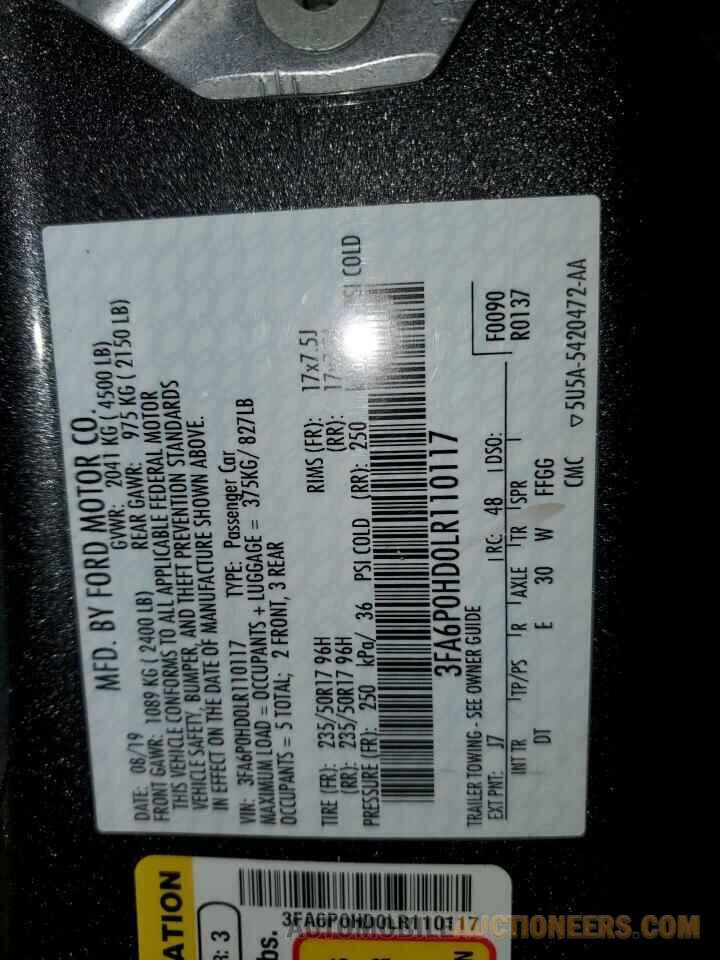 MFD. BY FORD MOTOR CO.
DATE: 08/19 GVWR: 2041 KG ( 4500 LB)
FRONT GAWR: 1089 KG ( 2400 LB) REAR GAWR: 975 KG ( 2150 LB)
THIS VEHICLE CONFORMS TO ALL APPLICABLE FEDERAL MOTOR
VEHICLE SAFETY, BUMPER, AND THEFT PREVENTION STANDARDS
IN EFFECT ON THE DATE OF MANUFACTURE SHOWN ABOVE.
VIN: 3FA6P0HD0LR110117 TYPE: Passenger Car
MAXIMUM LOAD = OCCUPANTS + LUGGAGE = 375KG/ 827LB
OCCUPANTS = 5 TOTAL; 2 FRONT, 3 REAR
TIRE (FR): 235/50R17 96H RIMS (FR): 17x7.5J
(RR): 235/50R17 96H (RR): 17
PRESSURE (FR): 250 kPa/ 36 PSI COLD (RR): 250 PSI COLD
3FA6P0HD0LR110117
TRAILER TOWING - SEE OWNER GUIDE F0090
EXT PNT: J7 RC: 48 DSO: R0137
INT TR TP/PS R AXLE TR SPR
DT E 30 W FFGG
CMC ▽5U5A-5420472-AA
ATION
R: 3
bs.
3FA6P0HD0LR110117
AUTOMOBILEAUCTIONEERS.COM